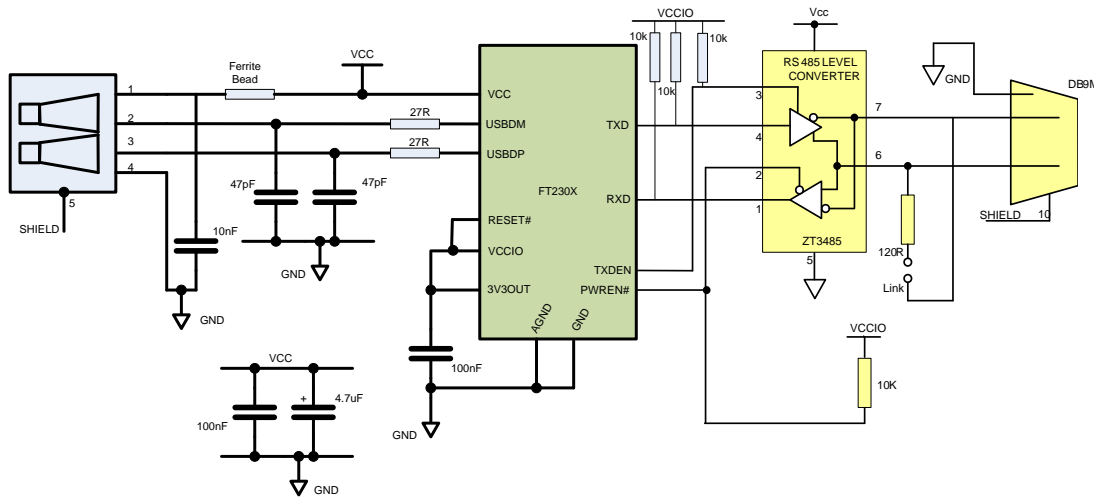 VCCIO
Vcc
10k
10k
10k
VCC
Ferrite
Bead
1
2
3
4
5
SHIELD
27R
27R
47pF
47pF
10nF
GND
GND
VCC
USBDM
USBDP
RESET#
VCCIO
3V3OUT
FT230X
TXD
RXD
TXDEN
PWREN#
AGND
GND
100nF
GND
VCC
100nF
+
4.7uF
GND
RS485 LEVEL
CONVERTER
3
4
2
1
7
6
ZT3485
5
GND
DB9M
SHIELD
10
120R
Link
VCCIO
10K